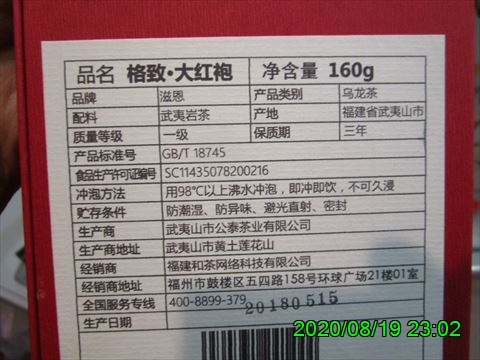 品名 格致·大红袍 净含量 160g
品牌 滋恩 产品类别 乌龙茶
配料 武夷岩茶 产地 福建省武夷山市
质量等级 一级 保质期 三年
产品标准号 GB/T 18745
食品生产许可证编号 SC11435078200216
冲泡方法 用98℃以上沸水冲泡，即冲即饮，不可久浸
贮存条件 防潮湿、防异味、避光直射、密封
生产商 武夷山市公泰茶业有限公司
生产商地址 武夷山市黄土莲花山
经销商 福建和茶网络科技有限公司
经销商地址 福州市鼓楼区五四路158号环球广场21楼01室
全国服务专线 400-8899-379
生产日期 20180515
2020/08/19 23:02